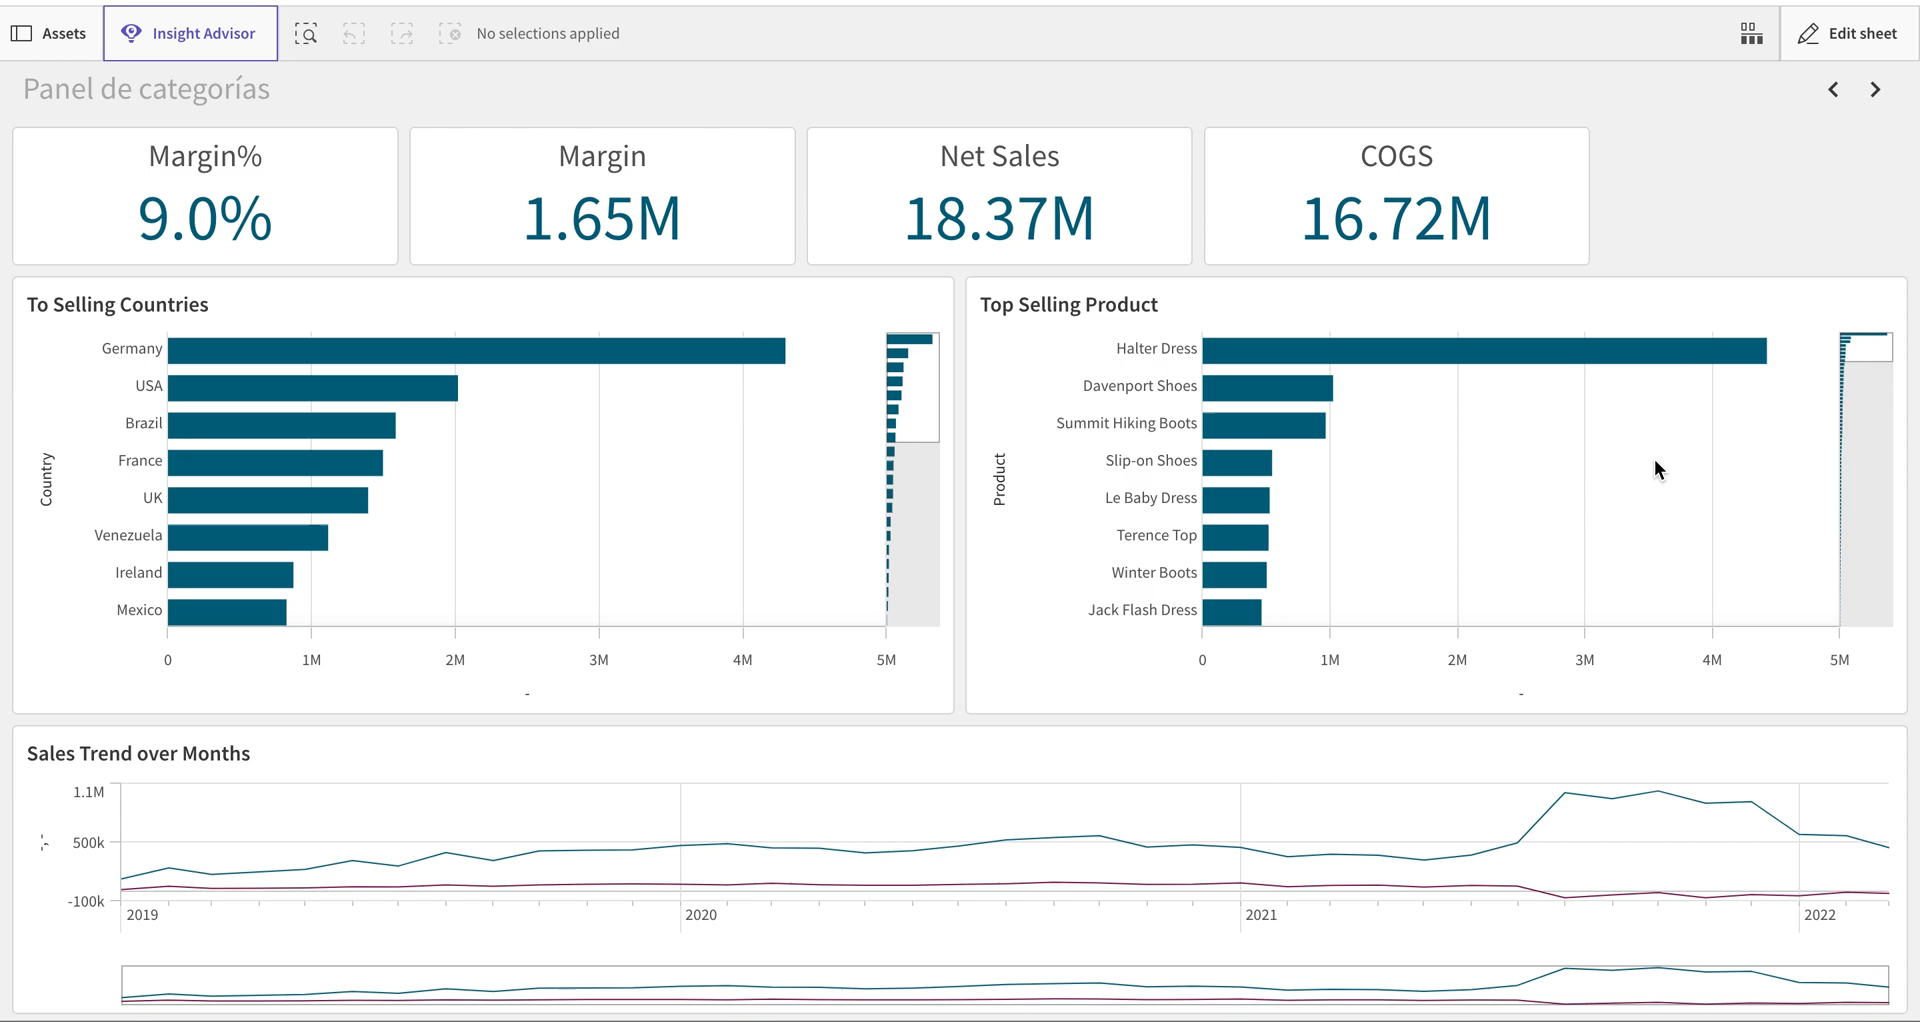 Assets
Insight Advisor
No selections applied
Edit sheet
Panel de categorías
Margin%
9.0%
Margin
1.65M
Net Sales
18.37M
COGS
16.72M
To Selling Countries
Country
Germany
USA
Brazil
France
UK
Venezuela
Ireland
Mexico
0 1M 2M 3M 4M 5M
-
Top Selling Product
Product
Halter Dress
Davenport Shoes
Summit Hiking Boots
Slip-on Shoes
Le Baby Dress
Terence Top
Winter Boots
Jack Flash Dress
0 1M 2M 3M 4M 5M
-
Sales Trend over Months
-, -
1.1M
500k
-100k
2019 2020 2021 2022